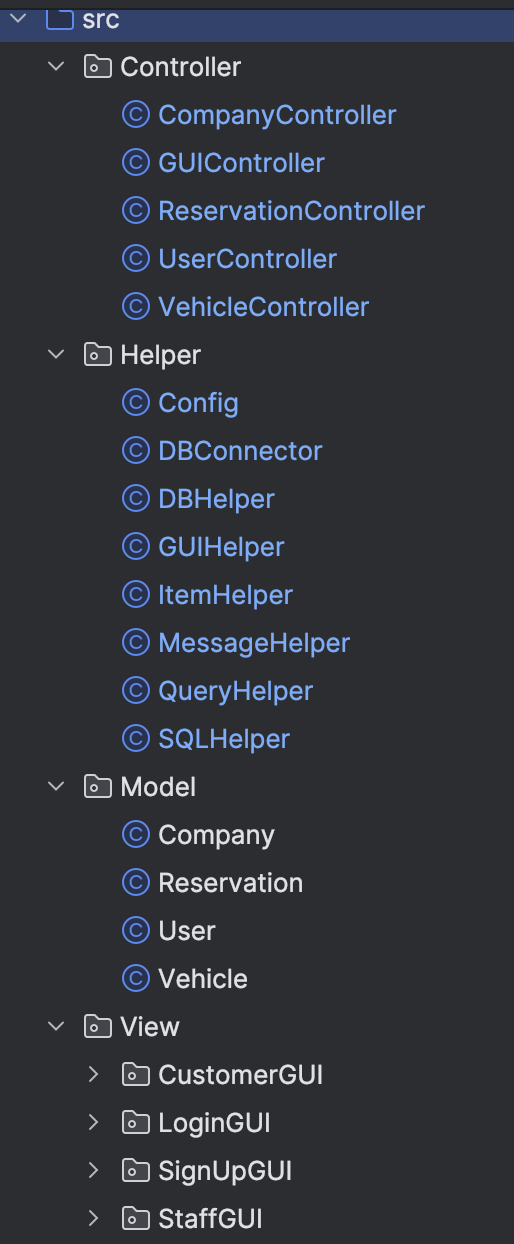 src
Controller
CompanyController
GUIController
ReservationController
UserController
VehicleController
Helper
Config
DBConnector
DBHelper
GUIHelper
ItemHelper
MessageHelper
QueryHelper
SQLHelper
Model
Company
Reservation
User
Vehicle
View
CustomerGUI
LoginGUI
SignUpGUI
StaffGUI